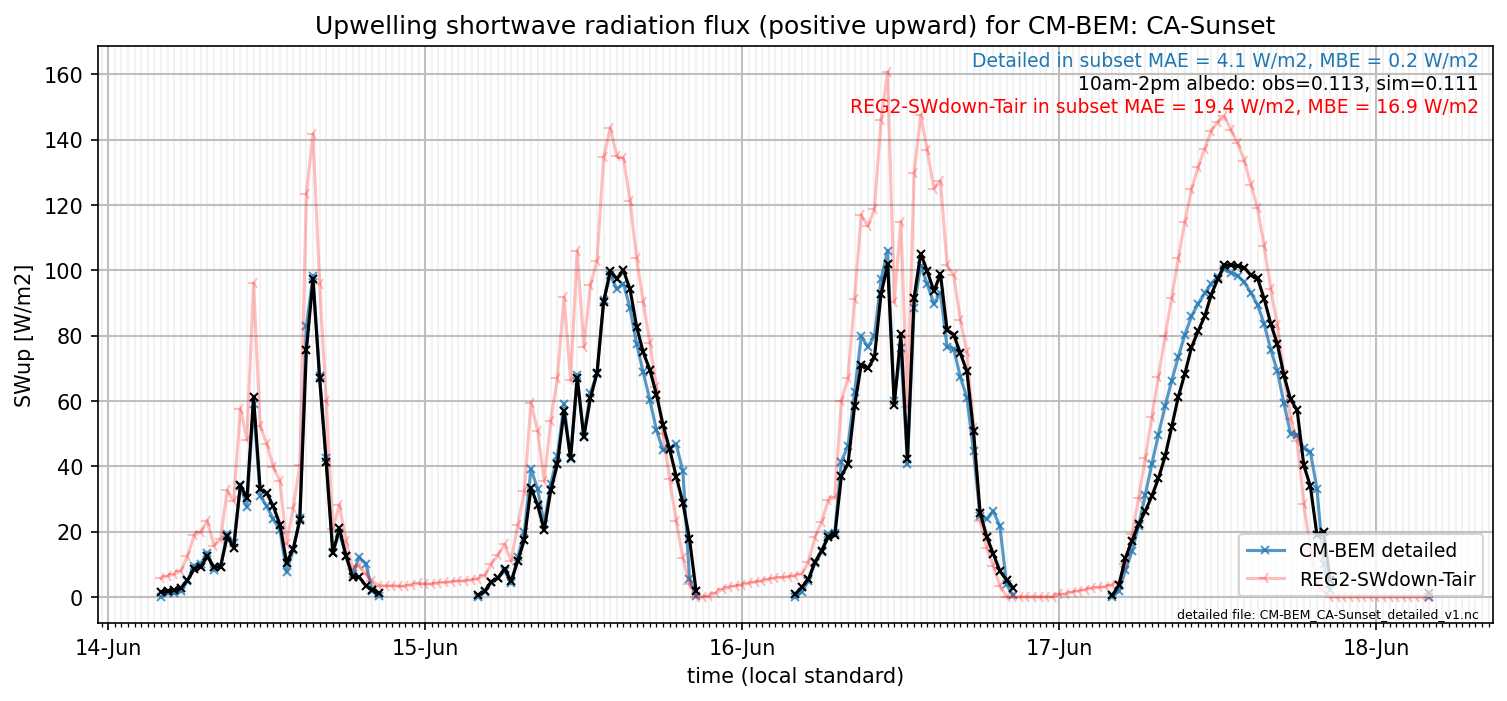 Upwelling shortwave radiation flux (positive upward) for CM-BEM: CA-Sunset
Detailed in subset MAE = 4.1 W/m2, MBE = 0.2 W/m2
10am-2pm albedo: obs=0.113, sim=0.111
REG2-SWdown-Tair in subset MAE = 19.4 W/m2, MBE = 16.9 W/m2
SWup [W/m2]
160
140
120
100
80
60
40
20
0
CM-BEM detailed
REG2-SWdown-Tair
detailed file: CM-BEM_CA-Sunset_detailed_v1.nc
14-Jun 15-Jun 16-Jun 17-Jun 18-Jun
time (local standard)